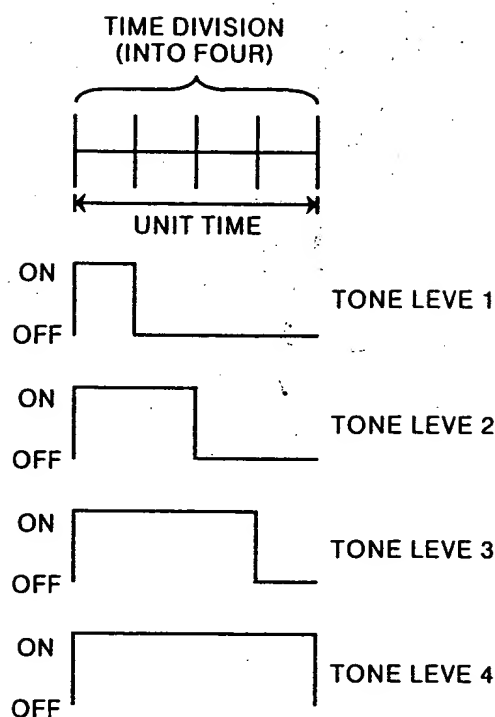 TIME DIVISION
(INTO FOUR)
UNIT TIME
ON
OFF
TONE LEVE 1
ON
OFF
TONE LEVE 2
ON
OFF
TONE LEVE 3
ON
OFF
TONE LEVE 4